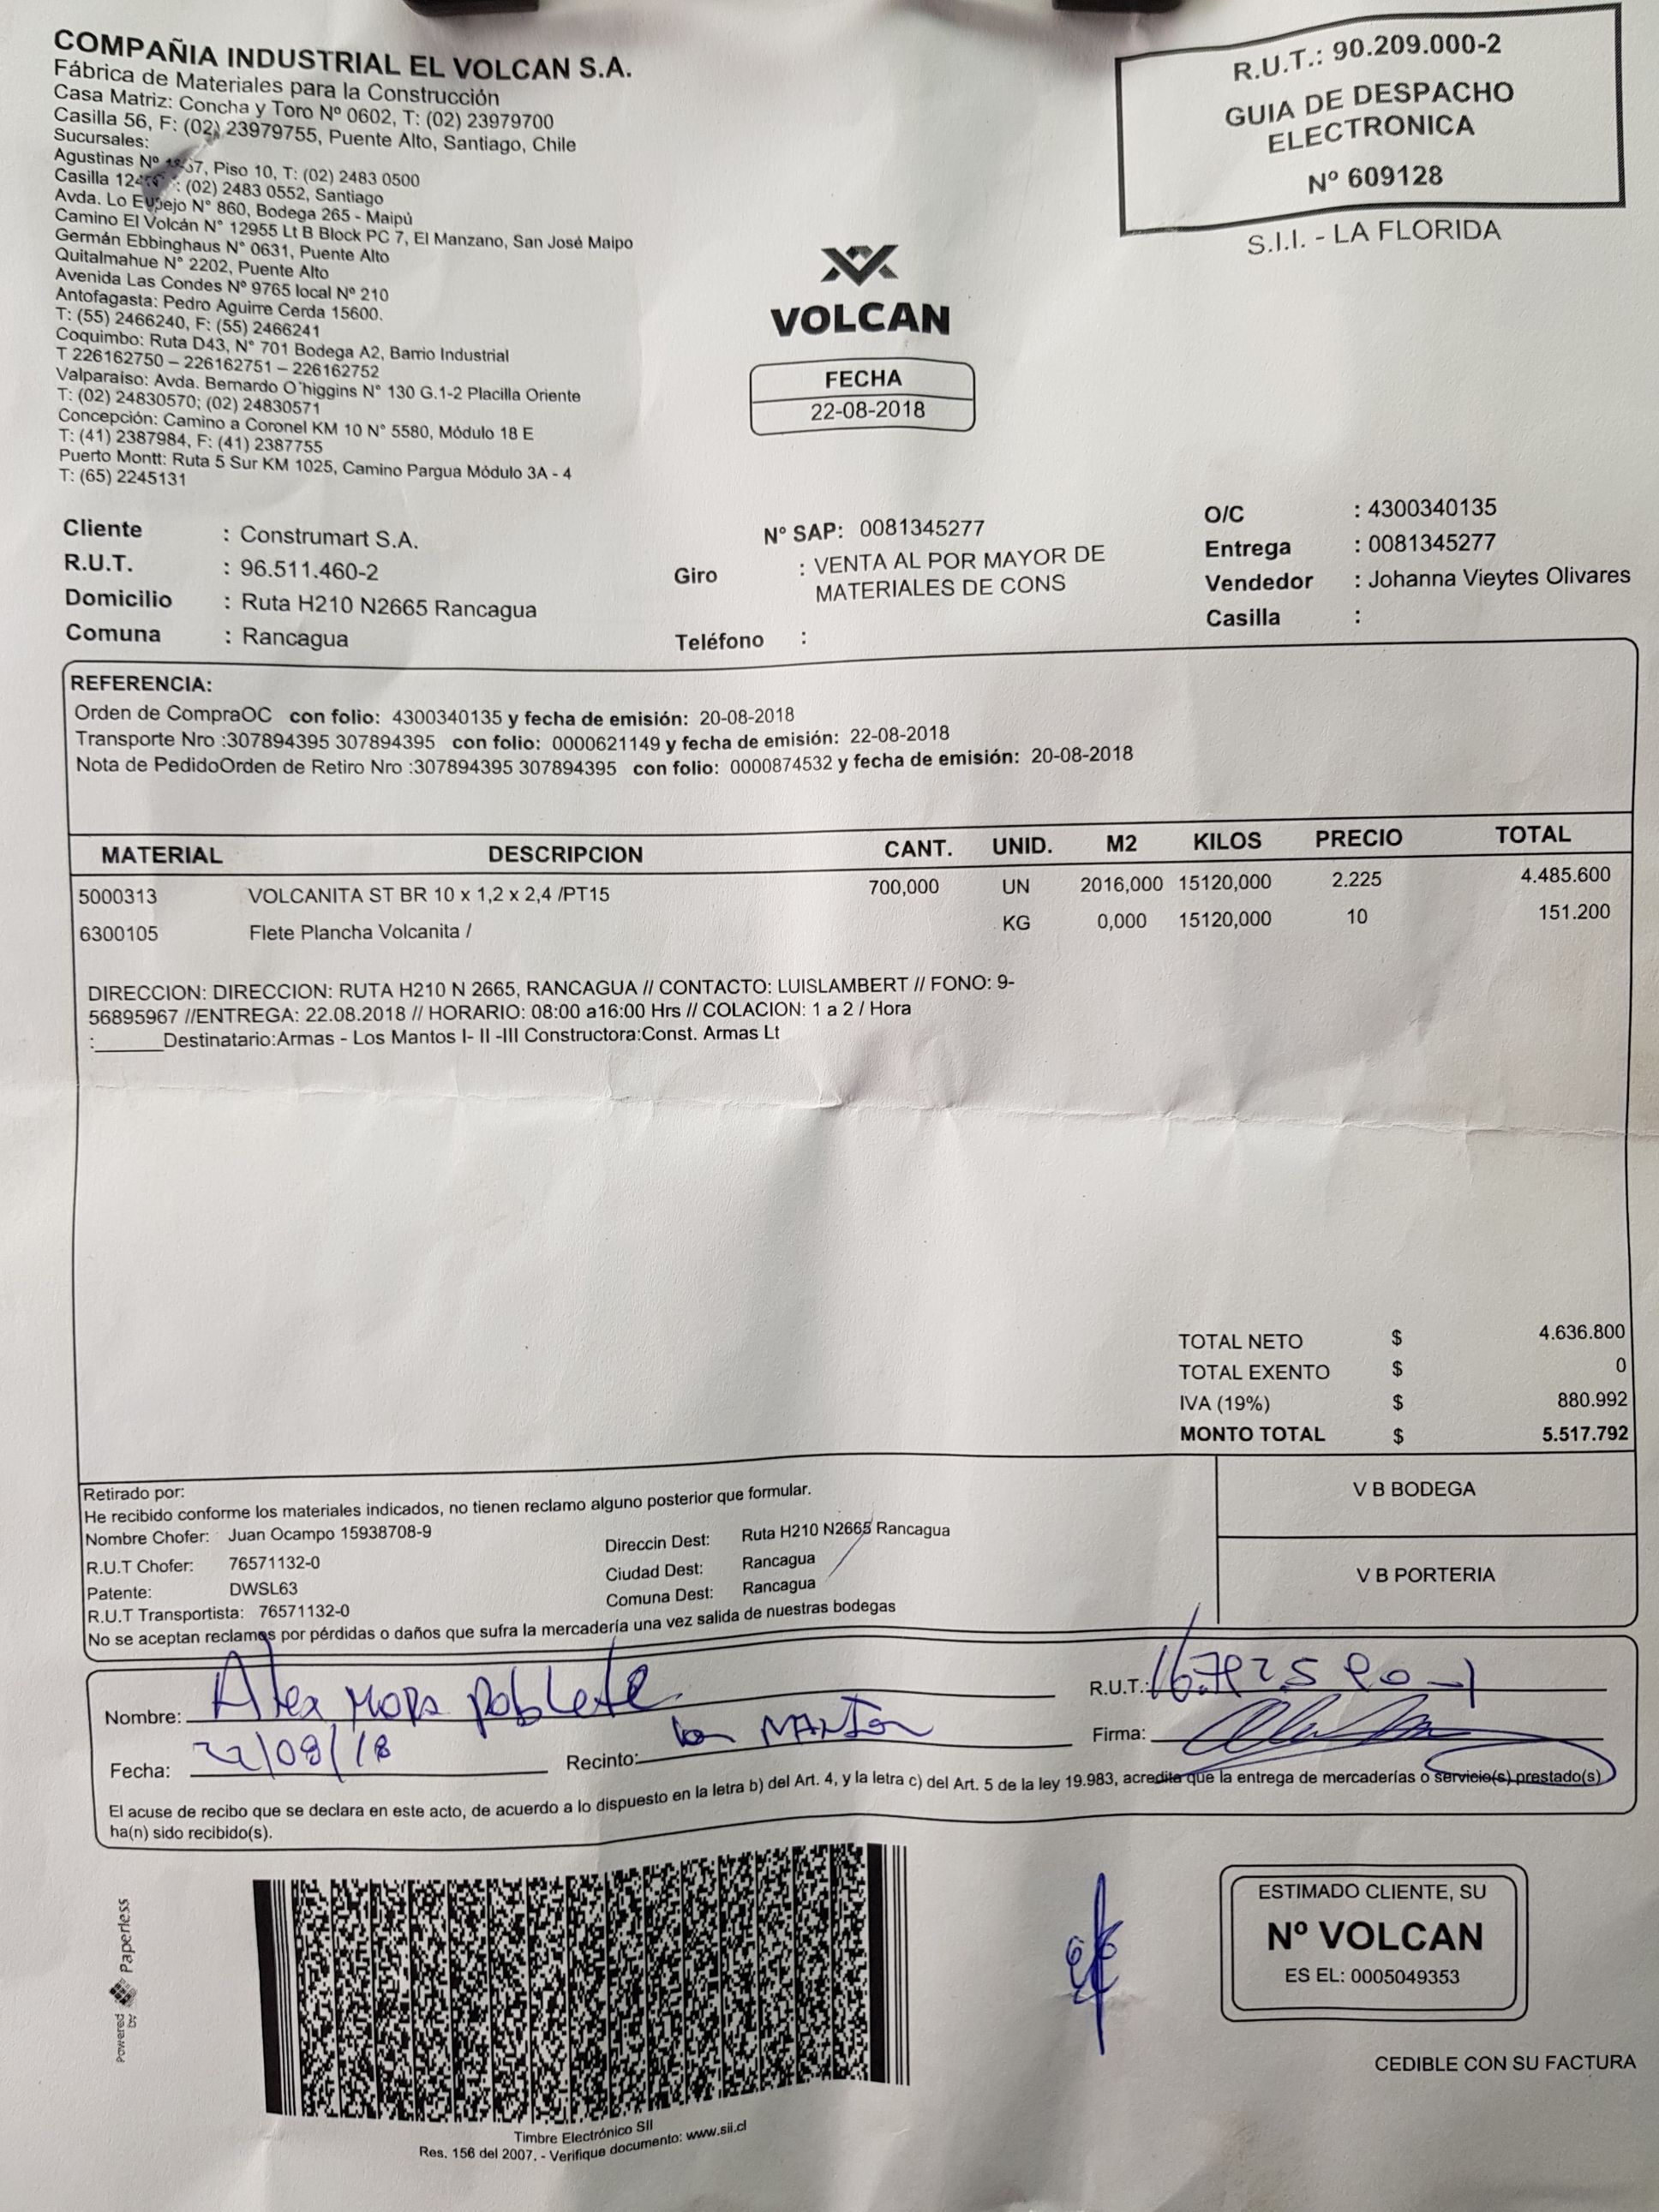 COMPAÑIA INDUSTRIAL EL VOLCAN S.A.
Fábrica de Materiales para la Construcción
Casa Matriz: Concha y Toro Nº 0602, T: (02) 23979700
Casilla 56, F: (02) 23979755, Puente Alto, Santiago, Chile
Sucursales:
Agustinas Nº Piso 10, T: (02) 2483 0500
Casilla : (02) 2483 0552, Santiago
Avda. Lo Espejo N° 860, Bodega 265 - Maipú
Camino El Volcán N° 12955 Lt B Block PC 7, El Manzano, San José Maipo
Germán Ebbinghaus N° 0631, Puente Alto
Quitalmahue N° 2202, Puente Alto
Avenida Las Condes Nº 9765 local Nº 210
Antofagasta: Pedro Aguirre Cerda 15600.
T: (55) 2466240, F: (55) 2466241
Coquimbo: Ruta D43, N° 701 Bodega A2, Barrio Industrial
T 226162750 – 226162751 – 226162752
Valparaiso: Avda. Bernardo O´higgins N° 130 G.1-2 Placilla Oriente
T: (02) 24830570; (02) 24830571
Concepción: Camino a Coronel KM 10 N° 5580, Módulo 18 E
T: (41) 2387984, F: (41) 2387755
Puerto Montt: Ruta 5 Sur KM 1025, Camino Pargua Módulo 3A - 4
T: (65) 2245131
R.U.T.: 90.209.000-2
GUIA DE DESPACHO
ELECTRONICA
Nº 609128
S.I.I. - LA FLORIDA
VOLCAN
FECHA
22-08-2018
Cliente : Construmart S.A.
R.U.T. : 96.511.460-2
Domicilio : Ruta H210 N2665 Rancagua
Comuna : Rancagua
Nº SAP: 0081345277
Giro : VENTA AL POR MAYOR DE
MATERIALES DE CONS
Teléfono :
O/C : 4300340135
Entrega : 0081345277
Vendedor : Johanna Vieytes Olivares
Casilla :
REFERENCIA:
Orden de CompraOC con folio: 4300340135 y fecha de emisión: 20-08-2018
Transporte Nro :307894395 307894395 con folio: 0000621149 y fecha de emisión: 22-08-2018
Nota de PedidoOrden de Retiro Nro :307894395 307894395 con folio: 0000874532 y fecha de emisión: 20-08-2018
MATERIAL DESCRIPCION CANT. UNID. M2 KILOS PRECIO TOTAL
5000313 VOLCANITA ST BR 10 x 1,2 x 2,4 /PT15 700,000 UN 2016,000 15120,000 2.225 4.485.600
6300105 Flete Plancha Volcanita / KG 0,000 15120,000 10 151.200
DIRECCION: DIRECCION: RUTA H210 N 2665, RANCAGUA // CONTACTO: LUISLAMBERT // FONO: 9-
56895967 //ENTREGA: 22.08.2018 // HORARIO: 08:00 a16:00 Hrs // COLACION: 1 a 2 / Hora
:______Destinatario:Armas - Los Mantos I- II -III Constructora:Const. Armas Lt
TOTAL NETO $ 4.636.800
TOTAL EXENTO $ 0
IVA (19%) $ 880.992
MONTO TOTAL $ 5.517.792
Retirado por:
He recibido conforme los materiales indicados, no tienen reclamo alguno posterior que formular.
Nombre Chofer: Juan Ocampo 15938708-9
R.U.T Chofer: 76571132-0
Patente: DWSL63
R.U.T Transportista: 76571132-0
Direccin Dest: Ruta H210 N2665 Rancagua
Ciudad Dest: Rancagua
Comuna Dest: Rancagua
No se aceptan reclamos por pérdidas o daños que sufra la mercadería una vez salida de nuestras bodegas
V B BODEGA
V B PORTERIA
Nombre: Alex Mora Poblete
R.U.T.:
Fecha: 22/08/18
Recinto:
Firma:
El acuse de recibo que se declara en este acto, de acuerdo a lo dispuesto en la letra b) del Art. 4, y la letra c) del Art. 5 de la ley 19.983, acredita que la entrega de mercaderías o servicio(s) prestado(s)
ha(n) sido recibido(s).
Powered by Paperless
Timbre Electrónico SII
Res. 156 del 2007. - Verifique documento: www.sii.cl
ESTIMADO CLIENTE, SU
Nº VOLCAN
ES EL: 0005049353
CEDIBLE CON SU FACTURA